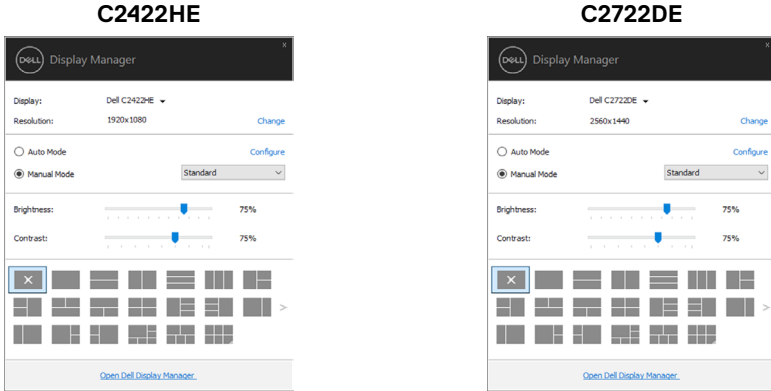 C2422HE
DELL Display Manager
x
Display: Dell C2422HE
Resolution: 1920x1080 Change
Auto Mode Configure
Manual Mode Standard
Brightness: 75%
Contrast: 75%
Open Dell Display Manager
C2722DE
DELL Display Manager
x
Display: Dell C2722DE
Resolution: 2560x1440 Change
Auto Mode Configure
Manual Mode Standard
Brightness: 75%
Contrast: 75%
Open Dell Display Manager